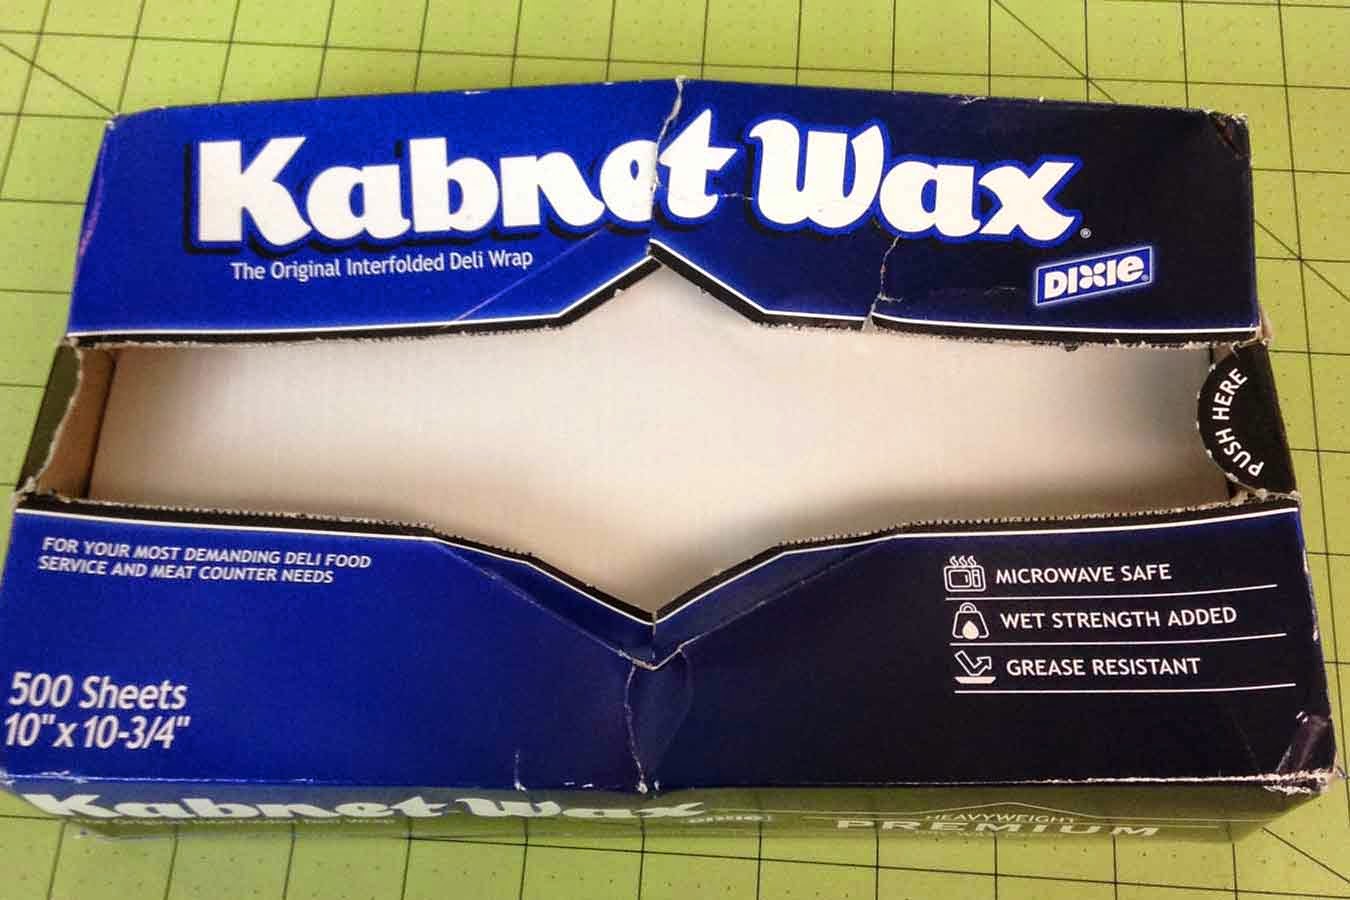 Kabnet Wax®
The Original Interfolded Deli Wrap
DIXIE®
PUSH HERE
FOR YOUR MOST DEMANDING DELI FOOD
SERVICE AND MEAT COUNTER NEEDS
MICROWAVE SAFE
WET STRENGTH ADDED
GREASE RESISTANT
500 Sheets
10" x 10-3/4"
Kabnet Wax
DIXIE
HEAVYWEIGHT
PREMIUM